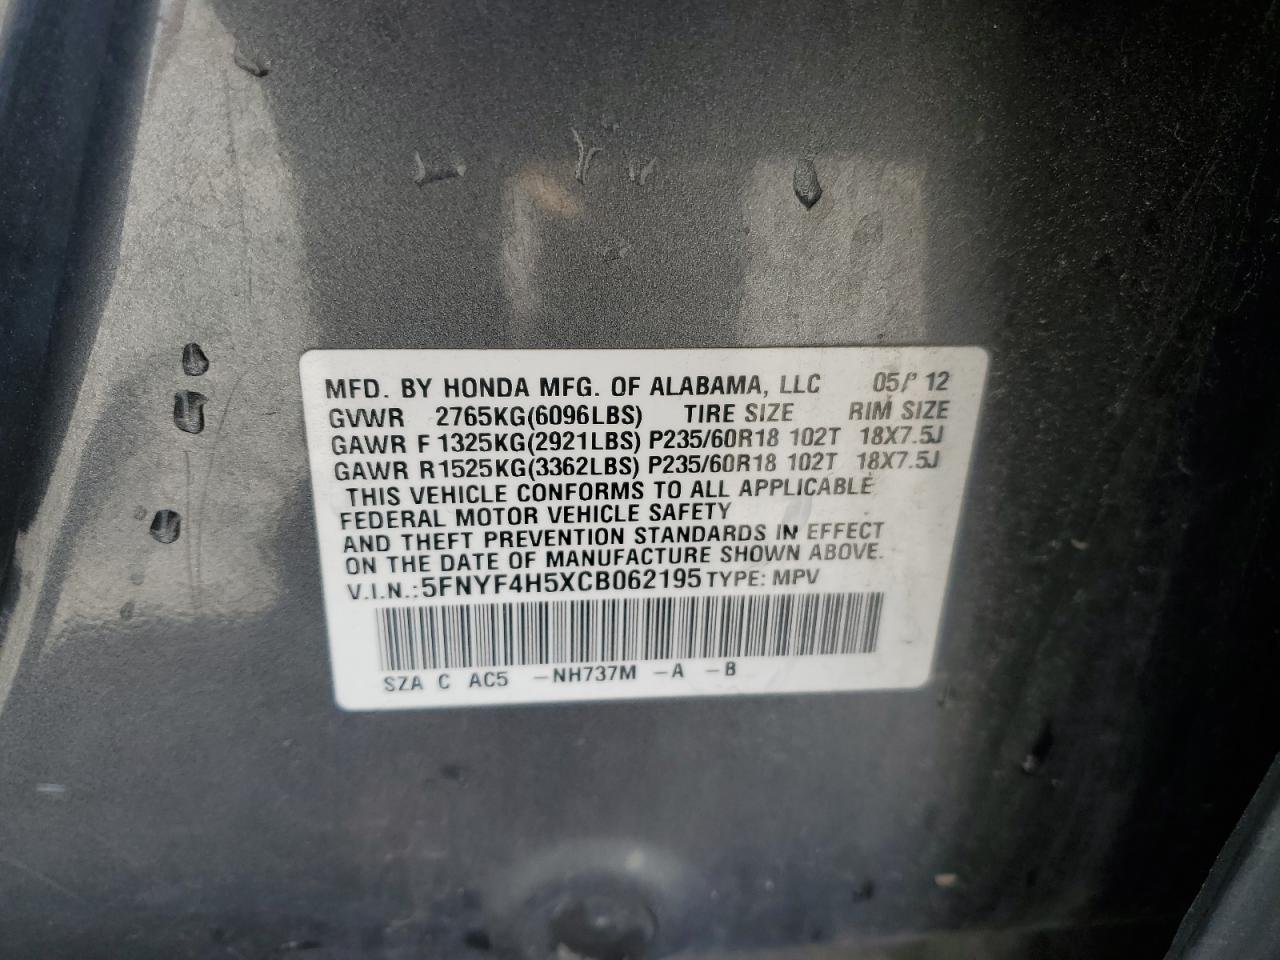 MFD. BY HONDA MFG. OF ALABAMA, LLC 05/ 12
GVWR 2765KG(6096LBS) TIRE SIZE RIM SIZE
GAWR F 1325KG(2921LBS) P235/60R18 102T 18X7.5J
GAWR R1525KG(3362LBS) P235/60R18 102T 18X7.5J
THIS VEHICLE CONFORMS TO ALL APPLICABLE
FEDERAL MOTOR VEHICLE SAFETY
AND THEFT PREVENTION STANDARDS IN EFFECT
ON THE DATE OF MANUFACTURE SHOWN ABOVE.
V.I.N.:5FNYF4H5XCB062195 TYPE: MPV
SZA C AC5 -NH737M -A -B